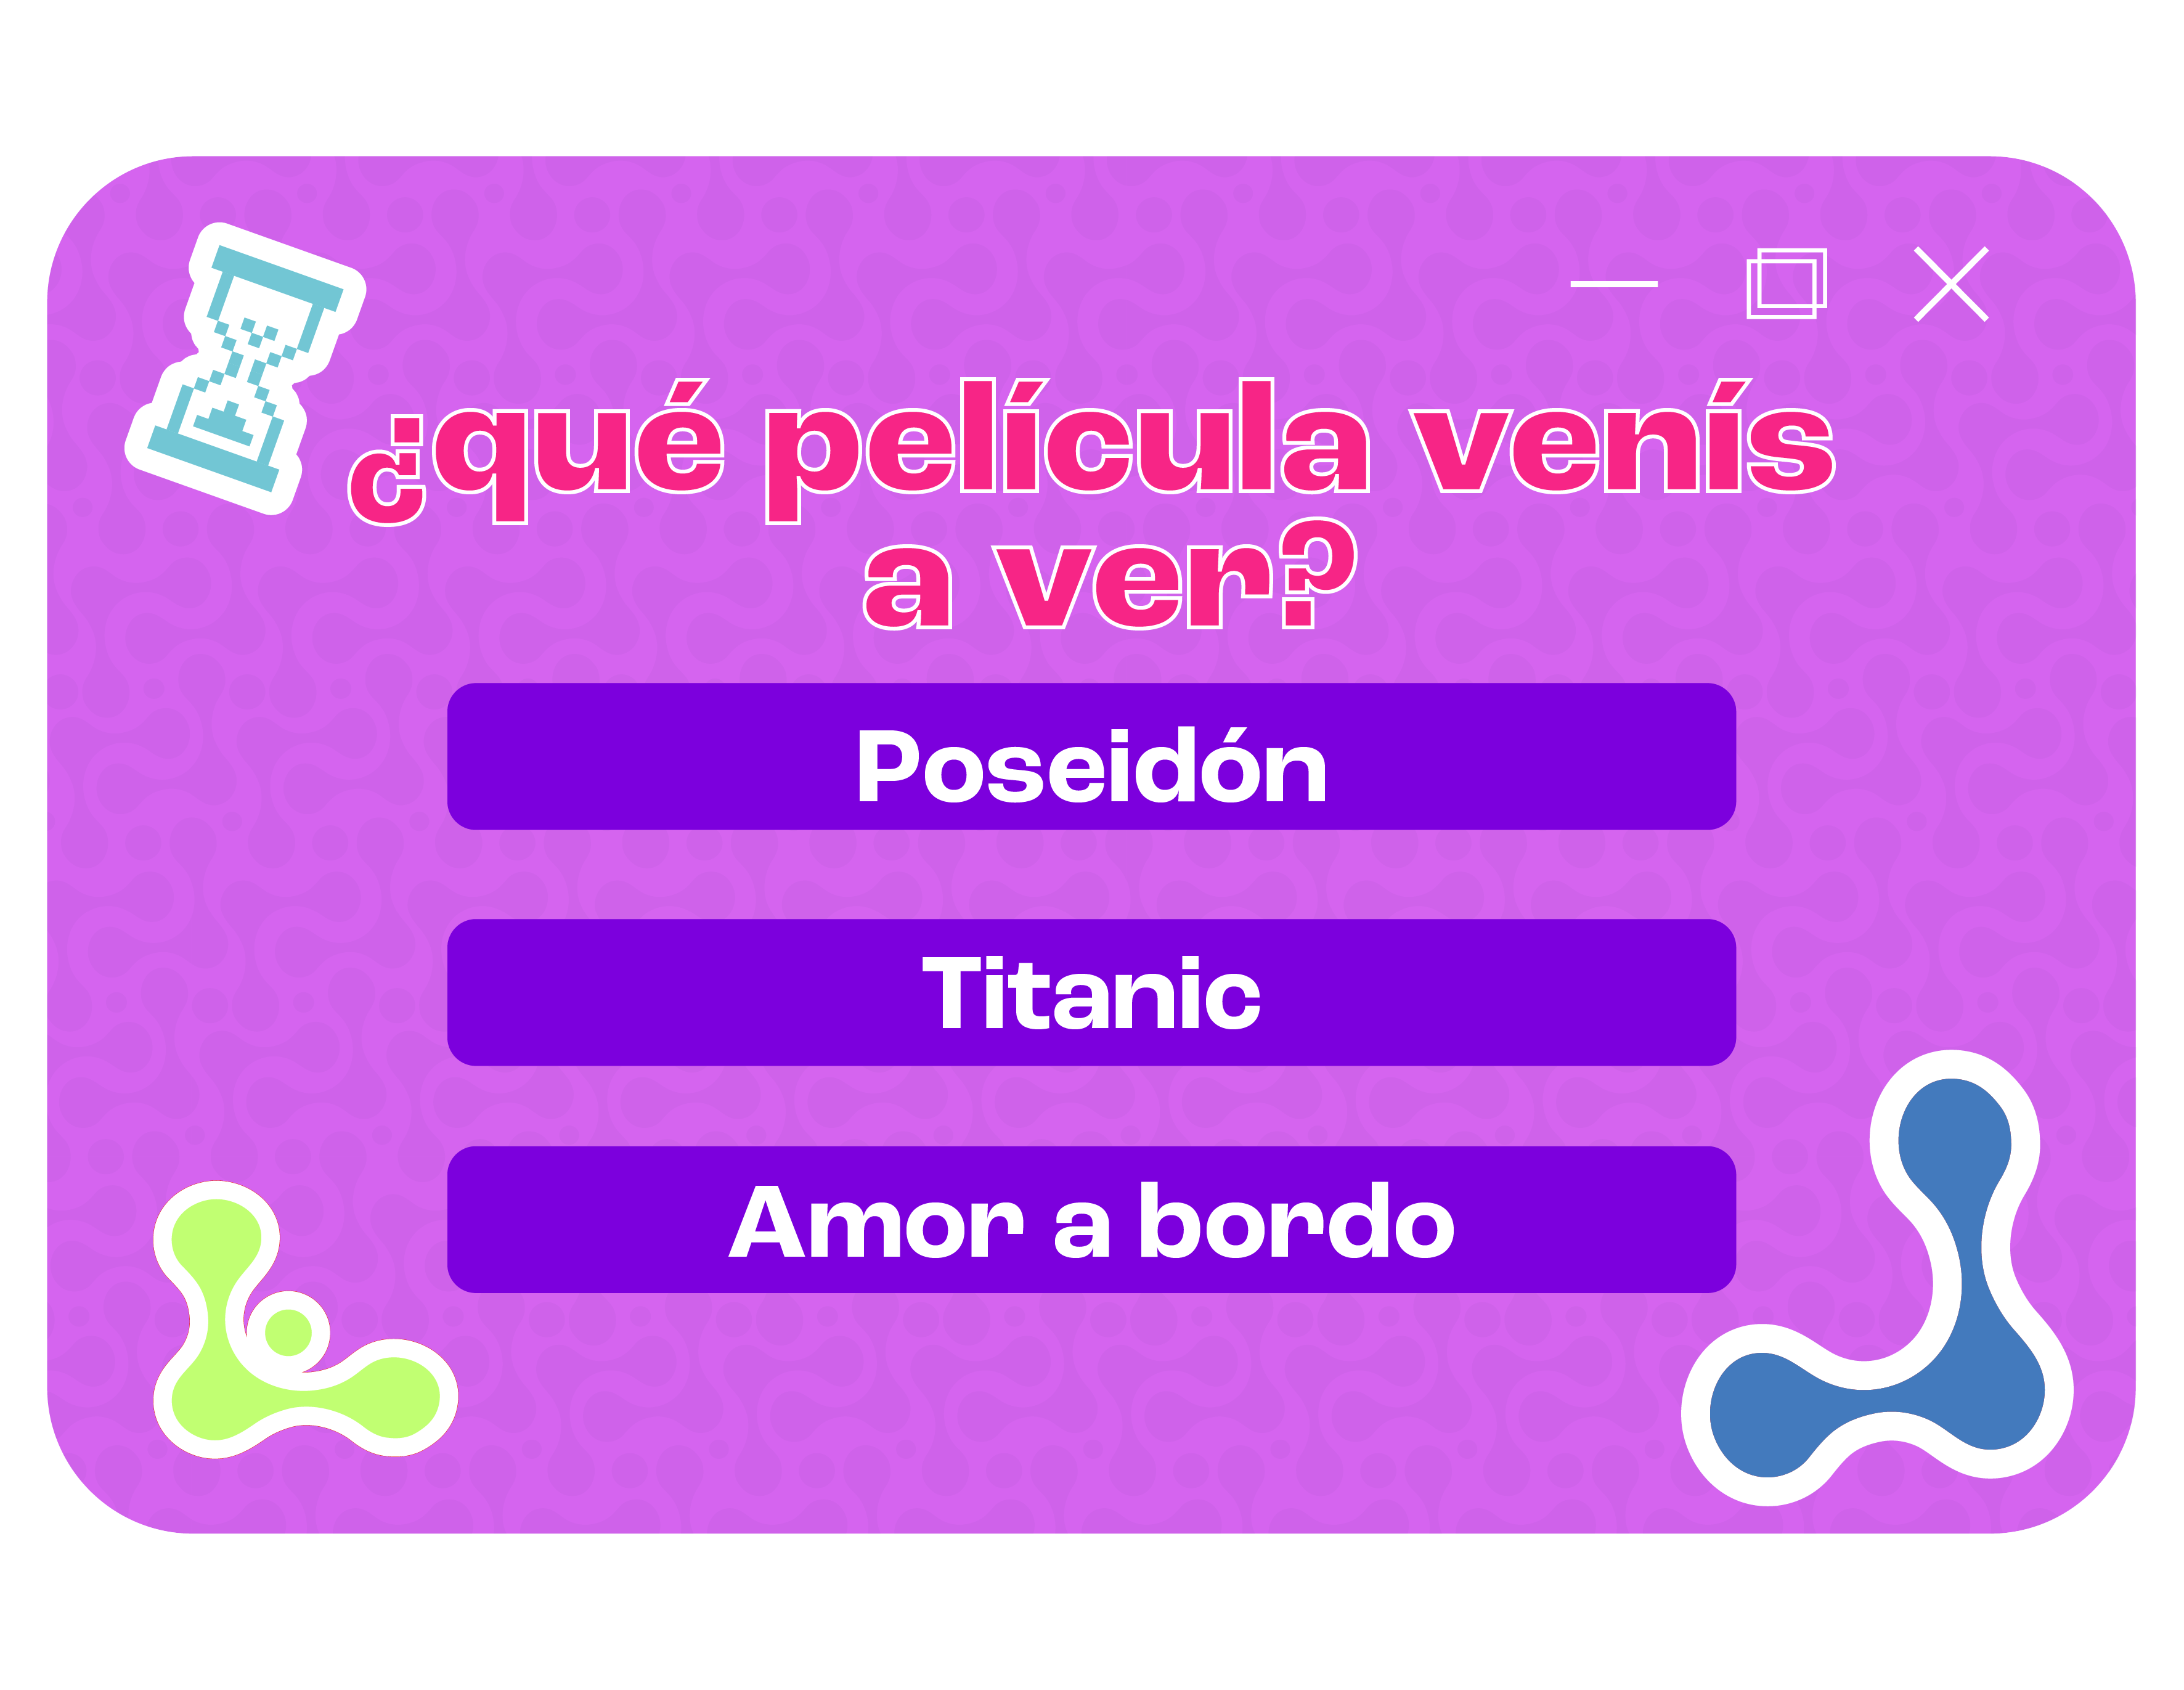 ¿qué película venís
a ver?
Poseidón
Titanic
Amor a bordo